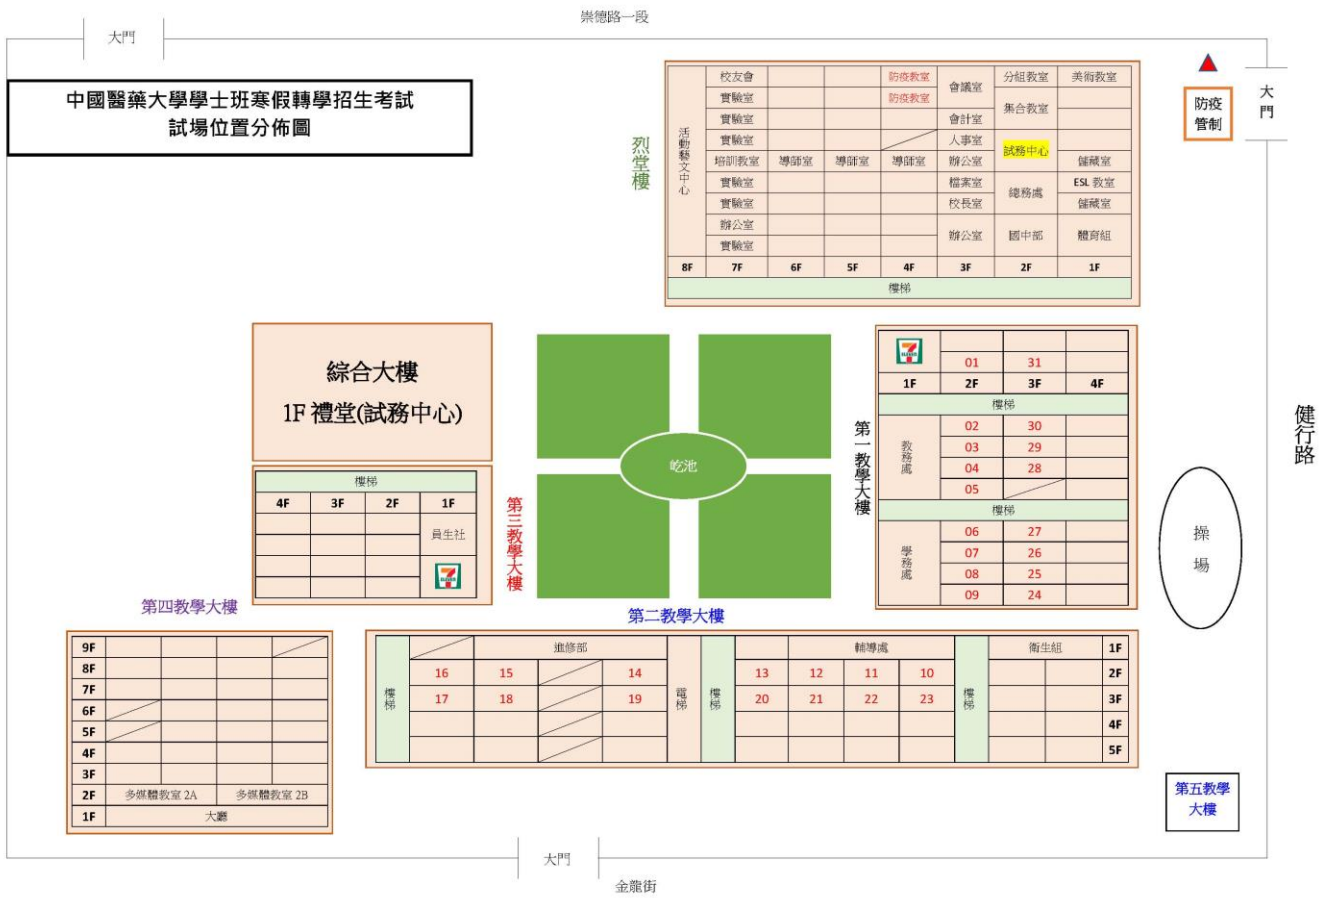 崇德路一段
大門
中國醫藥大學學士班寒假轉學招生考試
試場位置分佈圖
大門
防疫
管制
健行路
烈堂樓
活動藝文中心
校友會 防疫教室 會議室 分組教室 美術教室
實驗室 防疫教室 集合教室
實驗室 會計室
實驗室 人事室 試務中心
培訓教室 導師室 導師室 導師室 辦公室 儲藏室
實驗室 檔案室 總務處 ESL 教室
實驗室 校長室 儲藏室
辦公室 辦公室 國中部 體育組
實驗室
8F 7F 6F 5F 4F 3F 2F 1F
樓梯
綜合大樓
1F 禮堂(試務中心)
樓梯
4F 3F 2F 1F
員生社
7
ELEVEN
第三教學大樓
乾池
第一教學大樓
7
ELEVEN
01 31
1F 2F 3F 4F
樓梯
教務處
02 30
03 29
04 28
05
樓梯
學務處
06 27
07 26
08 25
09 24
操場
第四教學大樓
9F
8F
7F
6F
5F
4F
3F
2F 多媒體教室 2A 多媒體教室 2B
1F 大廳
第二教學大樓
樓梯 進修部 電梯 樓梯 輔導處 樓梯 衛生組 1F
16 15 14 13 12 11 10 2F
17 18 19 20 21 22 23 3F
4F
5F
第五教學
大樓
大門
金龍街